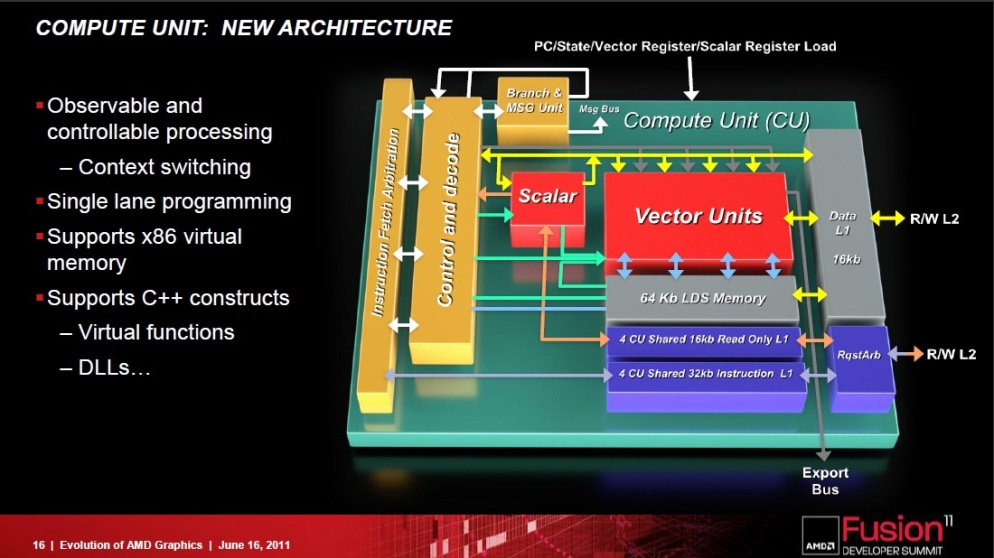 COMPUTE UNIT: NEW ARCHITECTURE
Observable and
controllable processing
– Context switching
Single lane programming
Supports x86 virtual
memory
Supports C++ constructs
– Virtual functions
– DLLs…
PC/State/Vector Register/Scalar Register Load
Branch &
MSG Unit
Msg Bus
Compute Unit (CU)
Instruction Fetch Arbitration
Control and decode
Scalar
Vector Units
Data
L1
16kb
R/W L2
64 Kb LDS Memory
4 CU Shared 16kb Read Only L1
4 CU Shared 32kb Instruction L1
RqstArb
R/W L2
Export
Bus
16 | Evolution of AMD Graphics | June 16, 2011
AMD
Fusion11
DEVELOPER SUMMIT